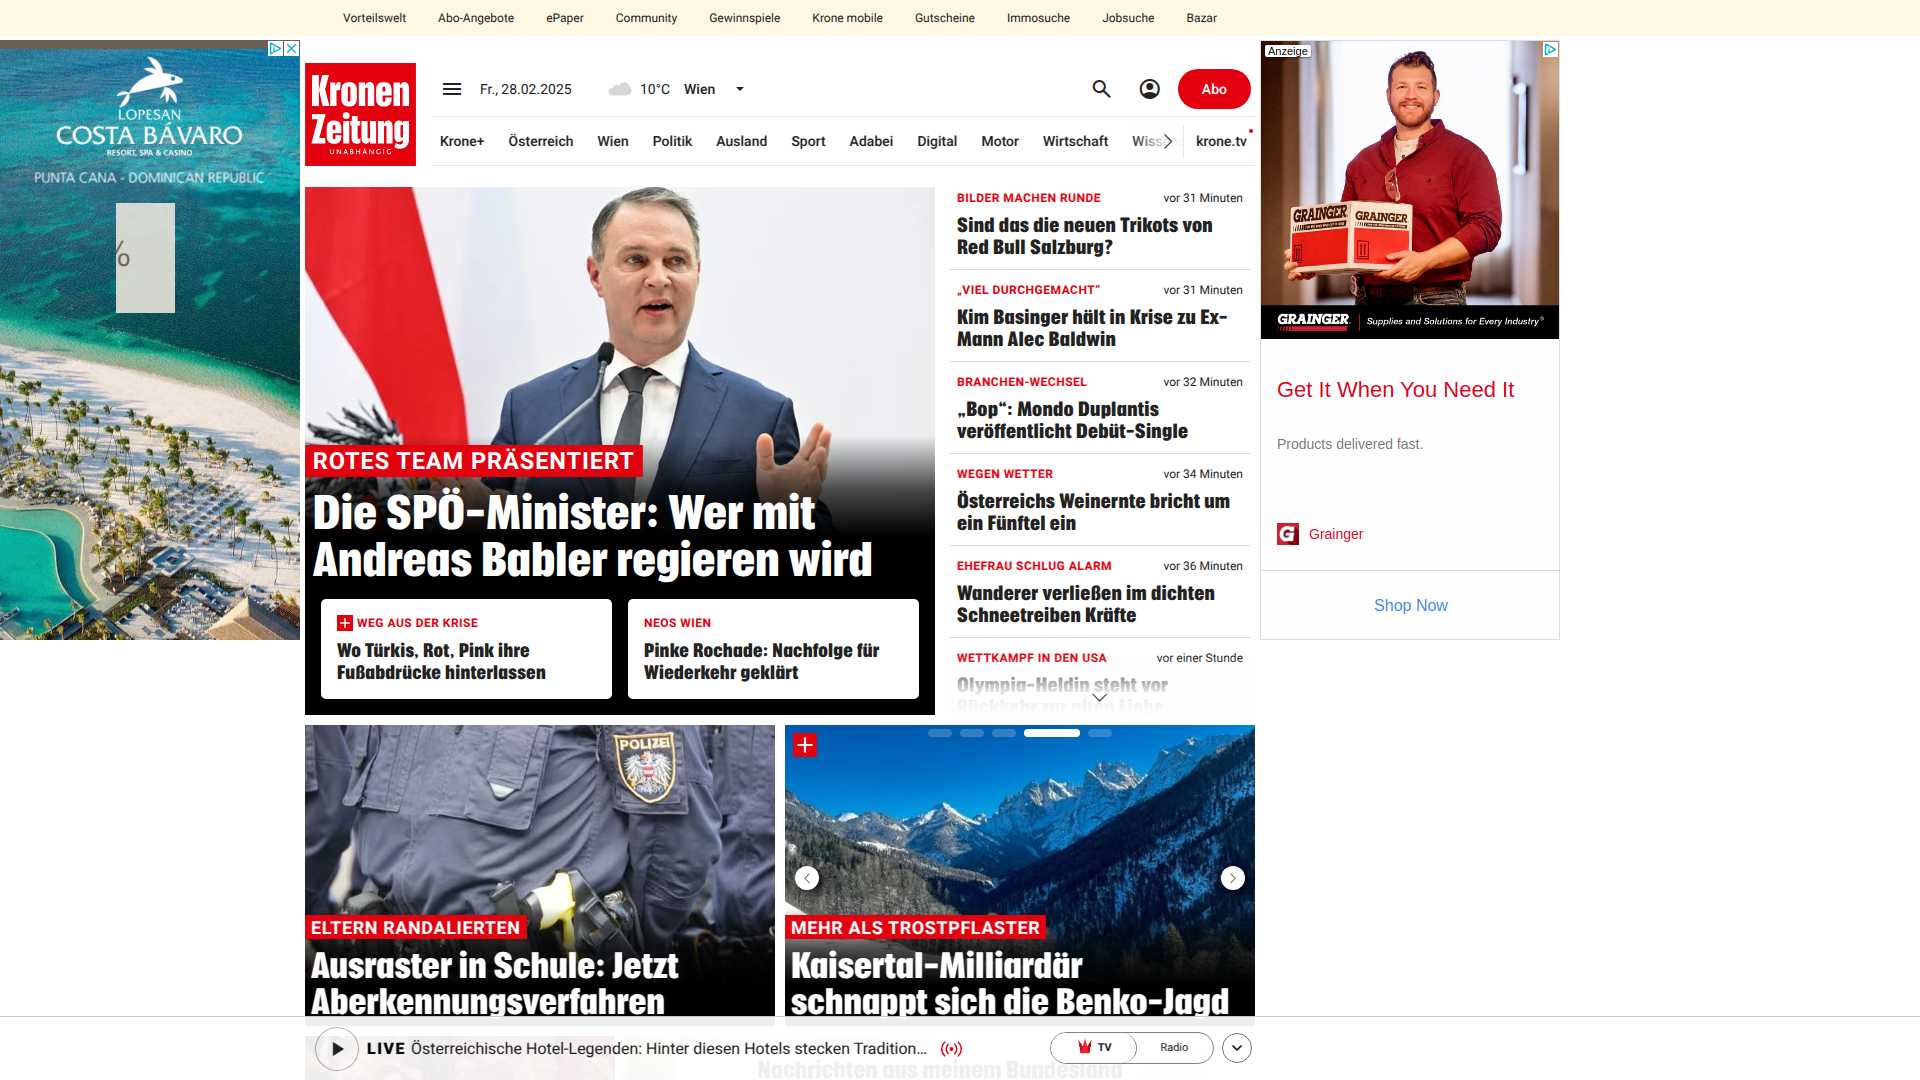 Vorteilswelt Abo-Angebote ePaper Community Gewinnspiele Krone mobile Gutscheine Immosuche Jobsuche Bazar
LOPESAN
COSTA BÁVARO
RESORT, SPA & CASINO
PUNTA CANA - DOMINICAN REPUBLIC
%
Kronen
Zeitung
UNABHÄNGIG
Fr., 28.02.2025 10°C Wien
Abo
Krone+ Österreich Wien Politik Ausland Sport Adabei Digital Motor Wirtschaft krone.tv
ROTES TEAM PRÄSENTIERT
Die SPÖ-Minister: Wer mit
Andreas Babler regieren wird
WEG AUS DER KRISE
Wo Türkis, Rot, Pink ihre
Fußabdrücke hinterlassen
NEOS WIEN
Pinke Rochade: Nachfolge für
Wiederkehr geklärt
BILDER MACHEN RUNDE vor 31 Minuten
Sind das die neuen Trikots von
Red Bull Salzburg?
„VIEL DURCHGEMACHT“ vor 31 Minuten
Kim Basinger hält in Krise zu Ex-
Mann Alec Baldwin
BRANCHEN-WECHSEL vor 32 Minuten
„Bop“: Mondo Duplantis
veröffentlicht Debüt-Single
WEGEN WETTER vor 34 Minuten
Österreichs Weinernte bricht um
ein Fünftel ein
EHEFRAU SCHLUG ALARM vor 36 Minuten
Wanderer verließen im dichten
Schneetreiben Kräfte
WETTKAMPF IN DEN USA vor einer Stunde
Olympia-Heldin steht vor
Rückkehr zur alten Liebe
Anzeige
GRAINGER
GRAINGER
GRAINGER Supplies and Solutions for Every Industry®
Get It When You Need It
Products delivered fast.
G Grainger
Shop Now
POLIZEI
ELTERN RANDALIERTEN
Ausraster in Schule: Jetzt
Aberkennungsverfahren
MEHR ALS TROSTPFLASTER
Kaisertal-Milliardär
schnappt sich die Benko-Jagd
LIVE Österreichische Hotel-Legenden: Hinter diesen Hotels stecken Tradition...
TV Radio
Nachrichten aus meinem Bundesland